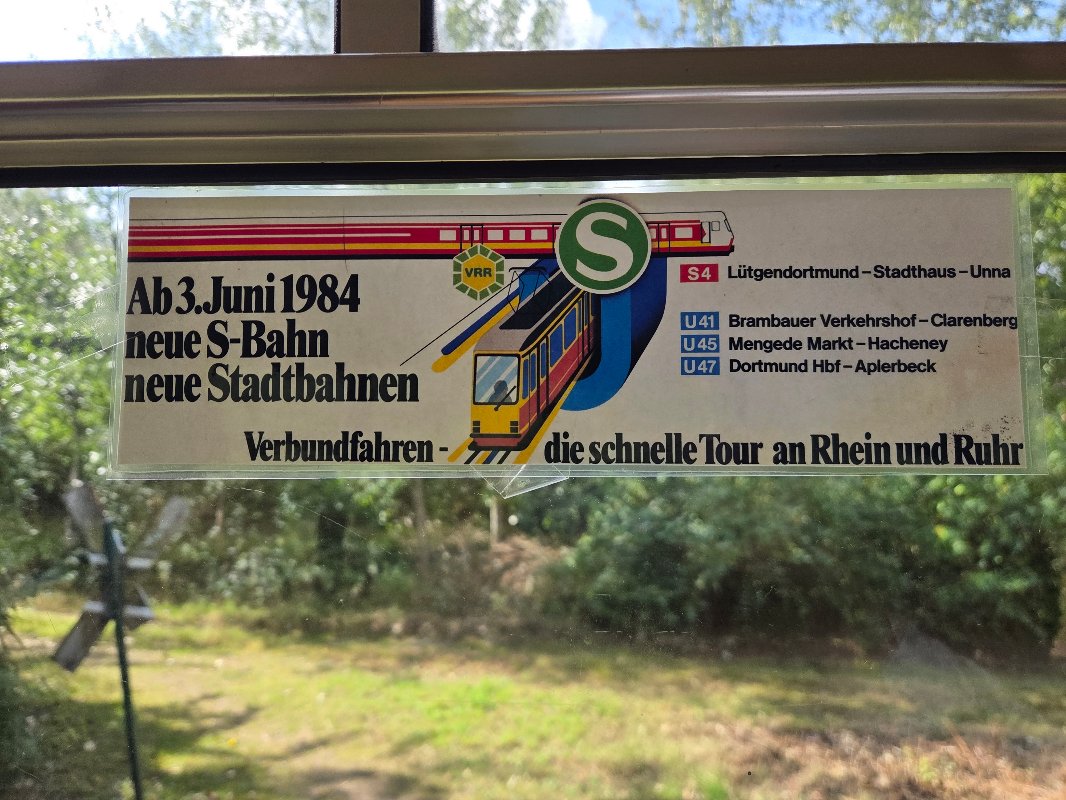 VRR
S
Ab 3. Juni 1984
neue S-Bahn
neue Stadtbahnen
S4 Lütgendortmund – Stadthaus – Unna
U41 Brambauer Verkehrshof – Clarenberg
U45 Mengede Markt – Hacheney
U47 Dortmund Hbf – Aplerbeck
U
Verbundfahren - die schnelle Tour an Rhein und Ruhr